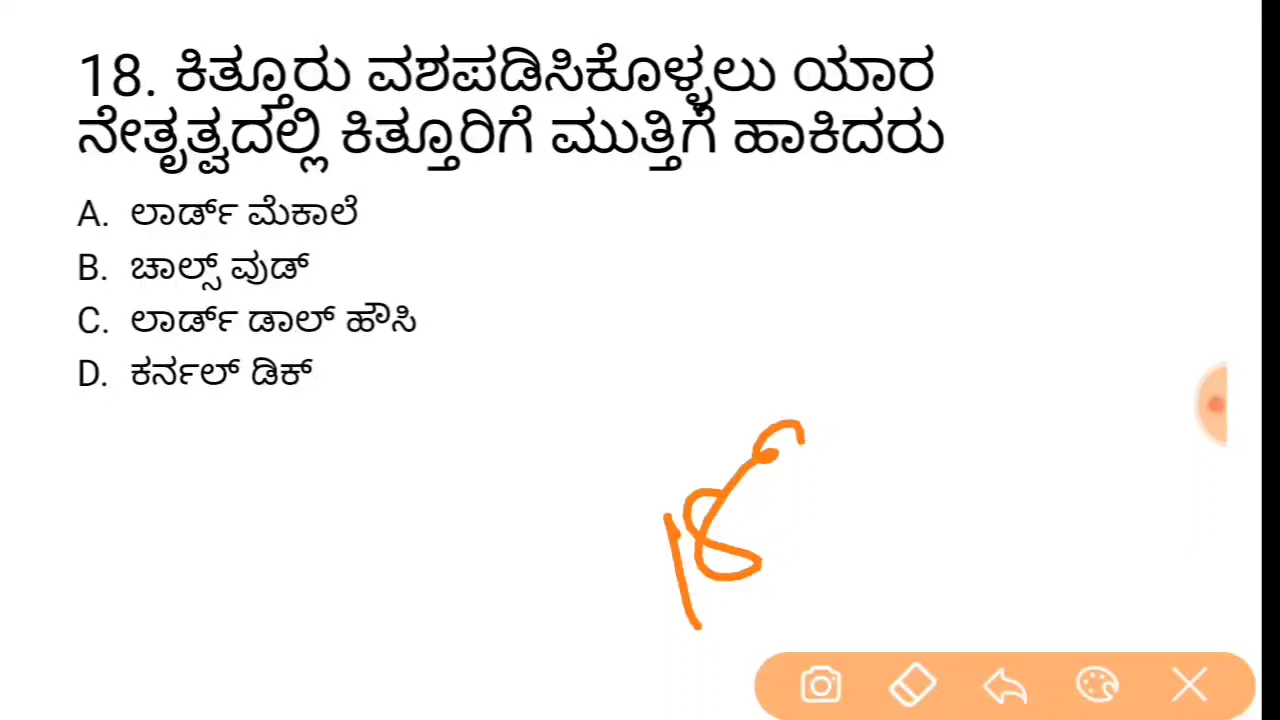 18. ಕಿತ್ತೂರು ವಶಪಡಿಸಿಕೊಳ್ಳಲು ಯಾರ
ನೇತೃತ್ವದಲ್ಲಿ ಕಿತ್ತೂರಿಗೆ ಮುತ್ತಿಗೆ ಹಾಕಿದರು
A. ಲಾರ್ಡ್ ಮೆಕಾಲೆ
B. ಚಾಲ್ಸ್ ವುಡ್
C. ಲಾರ್ಡ್ ಡಾಲ್ ಹೌಸಿ
D. ಕರ್ನಲ್ ಡಿಕ್